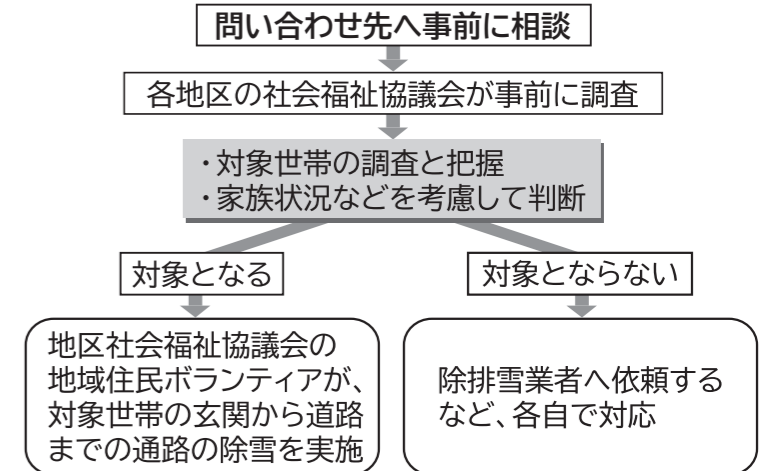 問い合わせ先へ事前に相談
各地区の社会福祉協議会が事前に調査
・対象世帯の調査と把握
・家族状況などを考慮して判断
対象となる
対象とならない
地区社会福祉協議会の
地域住民ボランティアが、
対象世帯の玄関から道路
までの通路の除雪を実施
除排雪業者へ依頼する
など、各自で対応